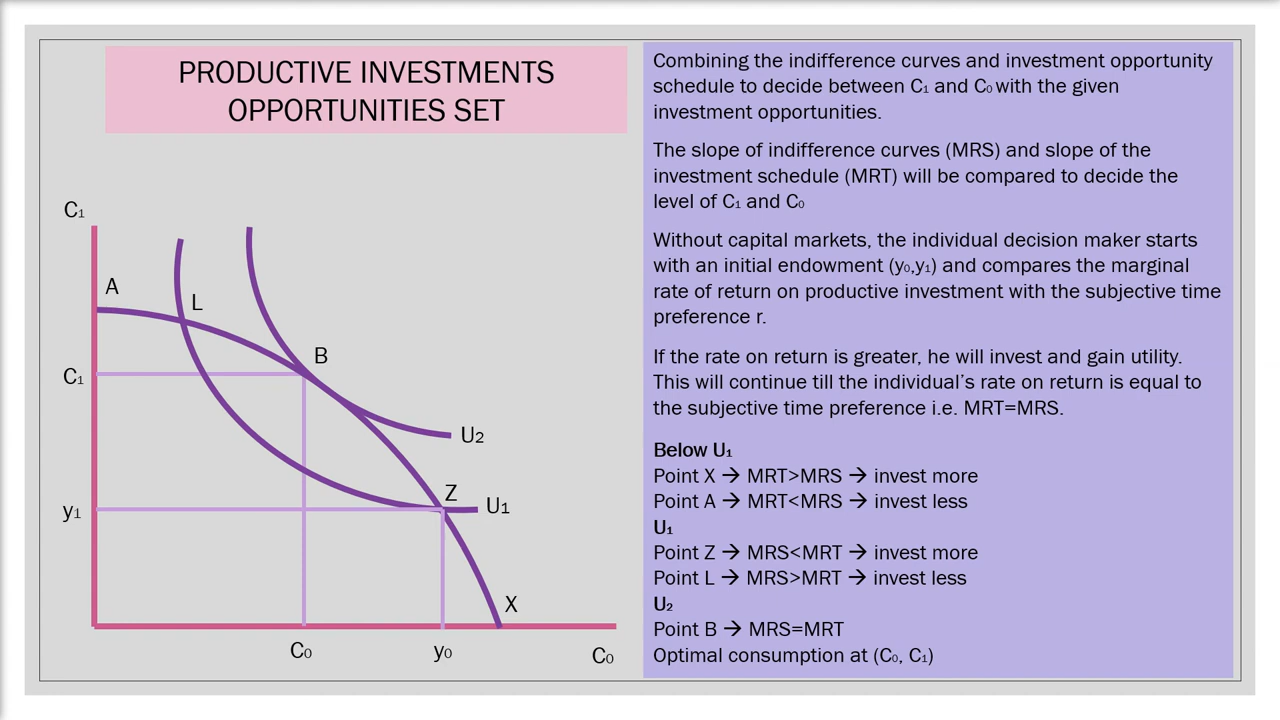 PRODUCTIVE INVESTMENTS
OPPORTUNITIES SET
C₁
A
L
B
C₁
U₂
Z
U₁
y₁
X
C₀
y₀
C₀
Combining the indifference curves and investment opportunity
schedule to decide between C₁ and C₀ with the given
investment opportunities.
The slope of indifference curves (MRS) and slope of the
investment schedule (MRT) will be compared to decide the
level of C₁ and C₀
Without capital markets, the individual decision maker starts
with an initial endowment (y₀,y₁) and compares the marginal
rate of return on productive investment with the subjective time
preference r.
If the rate on return is greater, he will invest and gain utility.
This will continue till the individual’s rate on return is equal to
the subjective time preference i.e. MRT=MRS.
Below U₁
Point X → MRT>MRS → invest more
Point A → MRT<MRS → invest less
U₁
Point Z → MRS<MRT → invest more
Point L → MRS>MRT → invest less
U₂
Point B → MRS=MRT
Optimal consumption at (C₀, C₁)